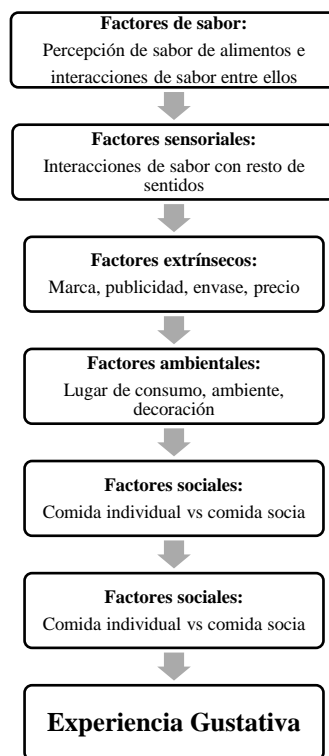 Factores de sabor:
Percepción de sabor de alimentos e
interacciones de sabor entre ellos
Factores sensoriales:
Interacciones de sabor con resto de
sentidos
Factores extrínsecos:
Marca, publicidad, envase, precio
Factores ambientales:
Lugar de consumo, ambiente,
decoración
Factores sociales:
Comida individual vs comida socia
Factores sociales:
Comida individual vs comida socia
Experiencia Gustativa